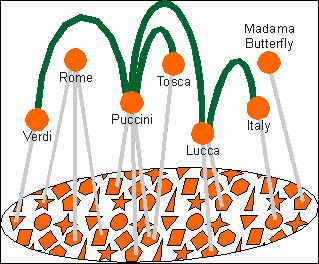 Madama
Butterfly
Rome
Tosca
Puccini
Italy
Verdi
Lucca